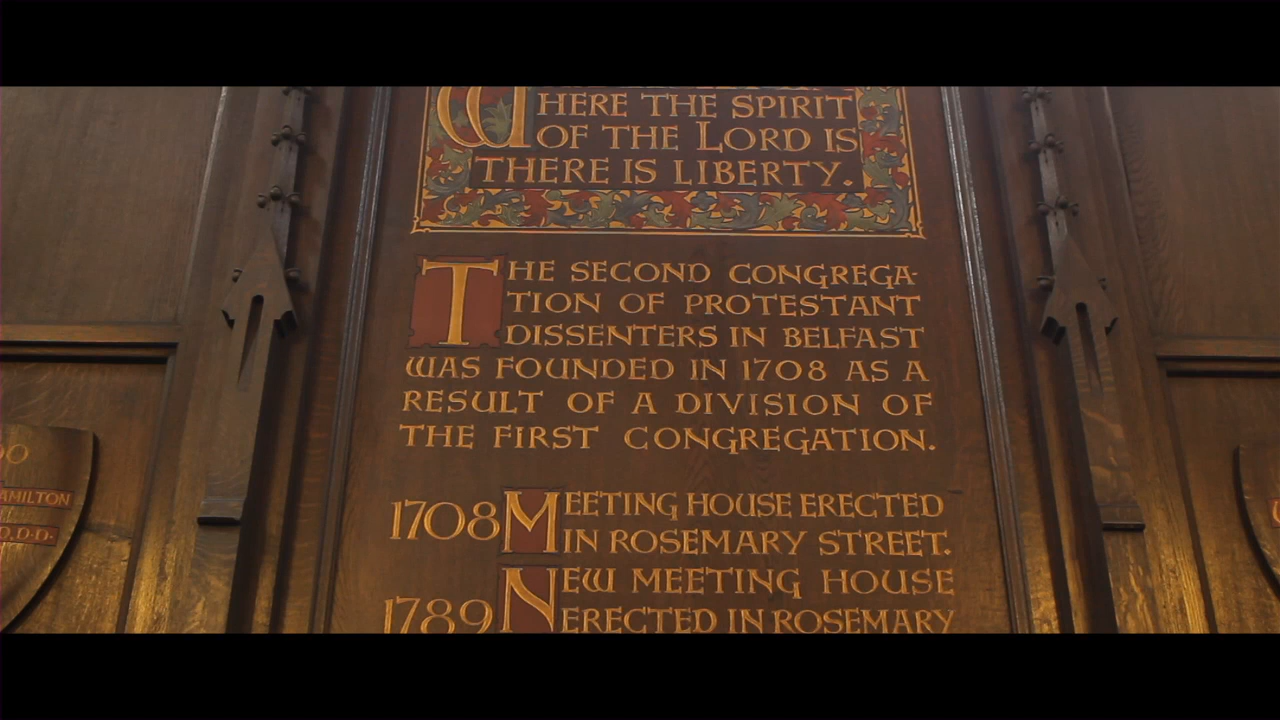 WHERE THE SPIRIT
OF THE LORD IS
THERE IS LIBERTY.
THE SECOND CONGREGA-
TION OF PROTESTANT
DISSENTERS IN BELFAST
WAS FOUNDED IN 1708 AS A
RESULT OF A DIVISION OF
THE FIRST CONGREGATION.
1708 MEETING HOUSE ERECTED
IN ROSEMARY STREET.
1789 NEW MEETING HOUSE
ERECTED IN ROSEMARY
AMILTON
D.D.